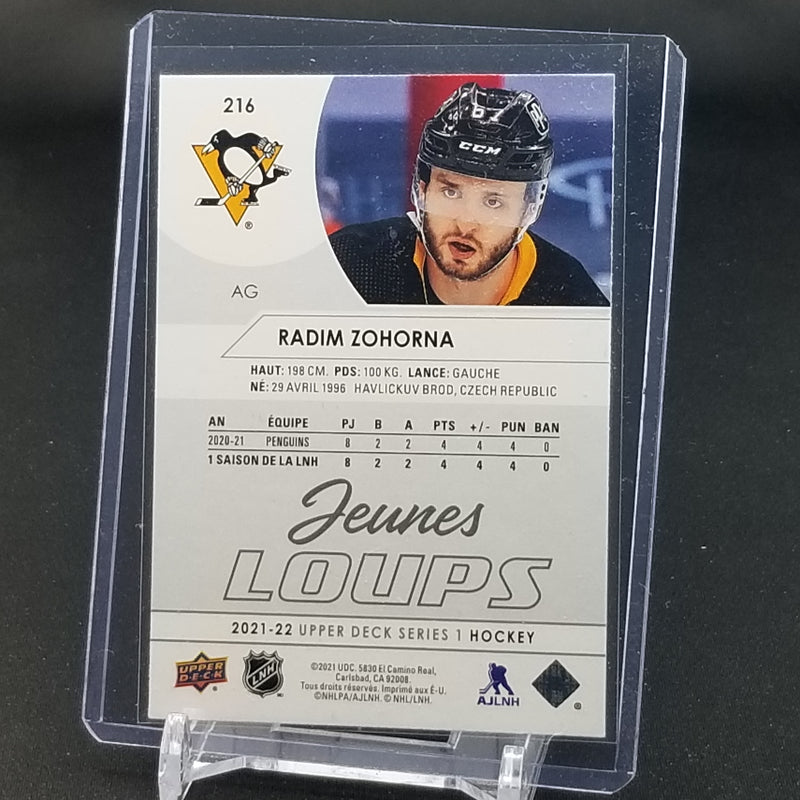 216
67
CCM
AG
RADIM ZOHORNA
HAUT: 198 CM. PDS: 100 KG. LANCE: GAUCHE
NÉ: 29 AVRIL 1996 HAVLICKUV BROD, CZECH REPUBLIC
AN ÉQUIPE PJ B A PTS +/- PUN BAN
2020-21 PENGUINS 8 2 2 4 4 4 0
1 SAISON DE LA LNH 8 2 2 4 4 4 0
Jeunes
LOUPS
2021-22 UPPER DECK SERIES 1 HOCKEY
UPPER DECK
LNH
©2021 UDC. 5830 El Camino Real,
Carlsbad, CA 92008.
Tous droits réservés. Imprimé aux É-U.
©NHLPA/AJLNH. © NHL/LNH.
AJLNH